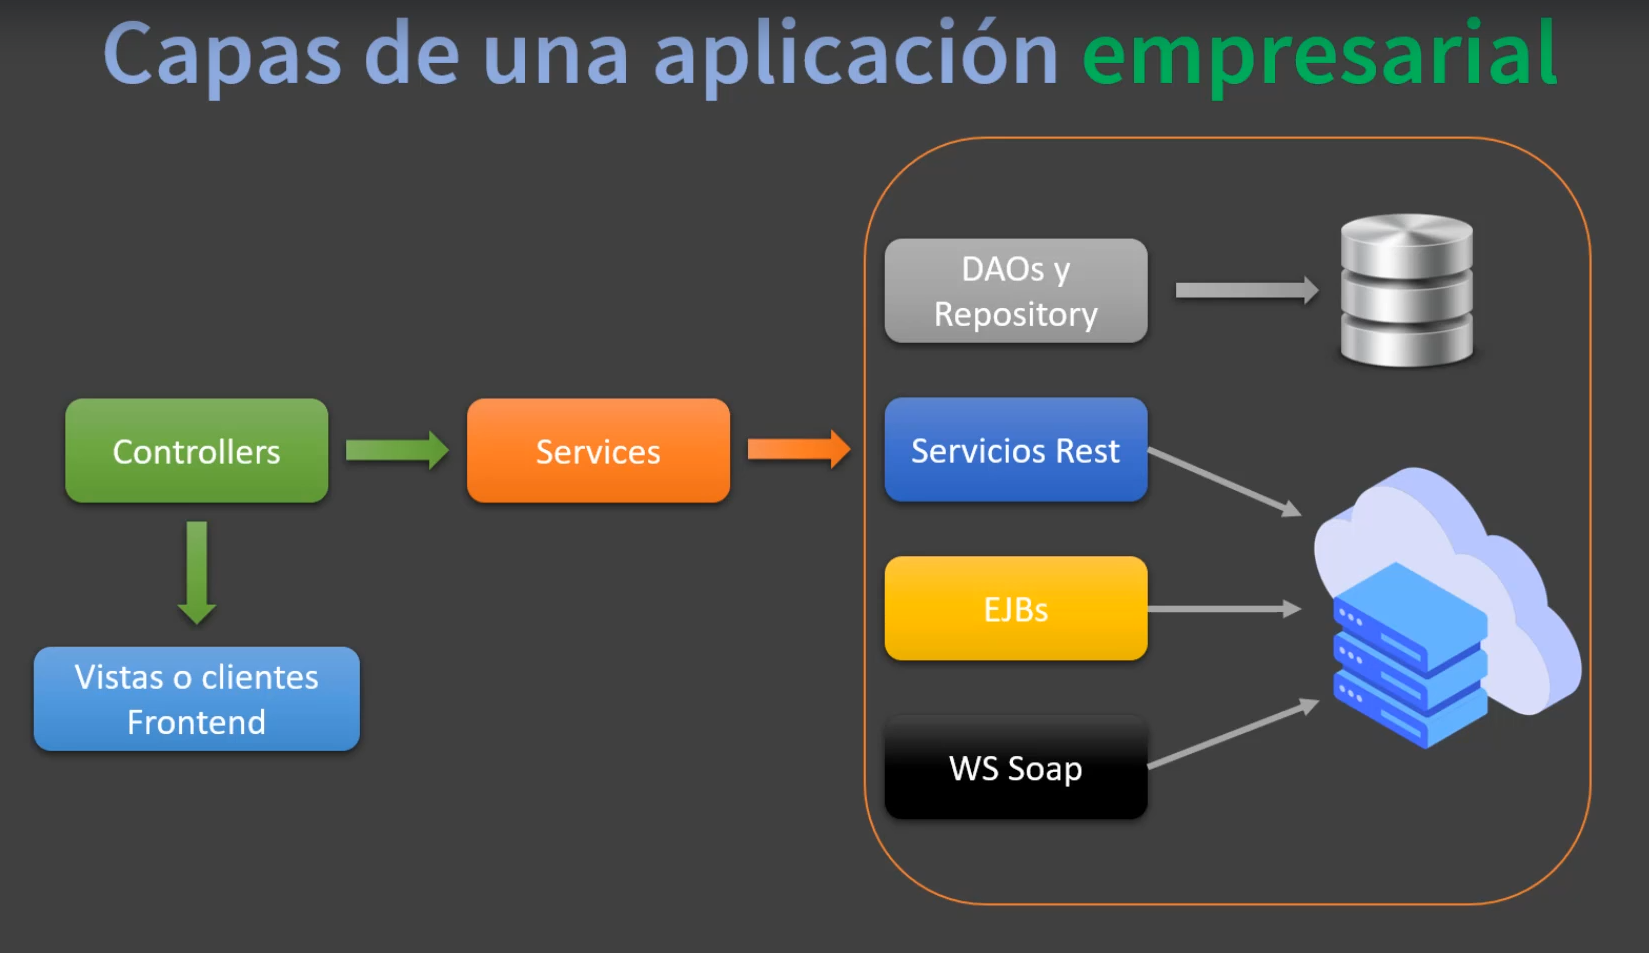 Capas de una aplicación empresarial
DAOs y
Repository
Controllers
Services
Servicios Rest
EJBs
Vistas o clientes
Frontend
WS Soap